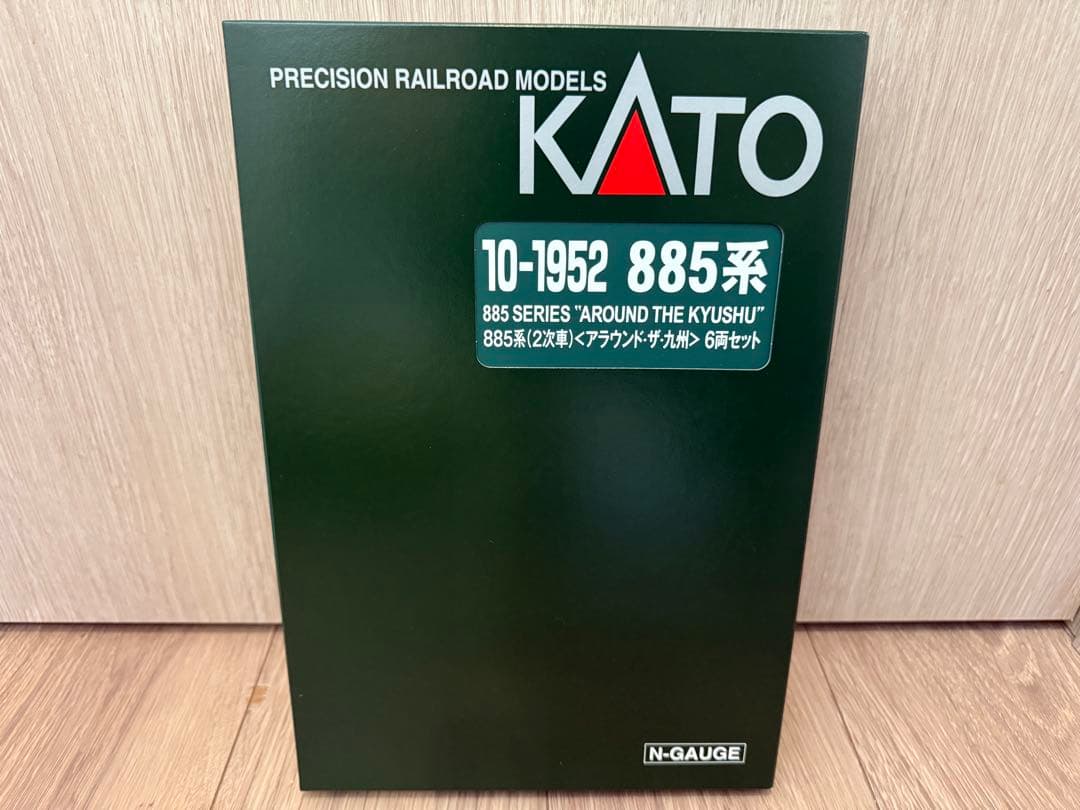 PRECISION RAILROAD MODELS
KATO
10-1952 885系
885 SERIES "AROUND THE KYUSHU"
885系(2次車)<アラウンド・ザ・九州> 6両セット
N-GAUGE